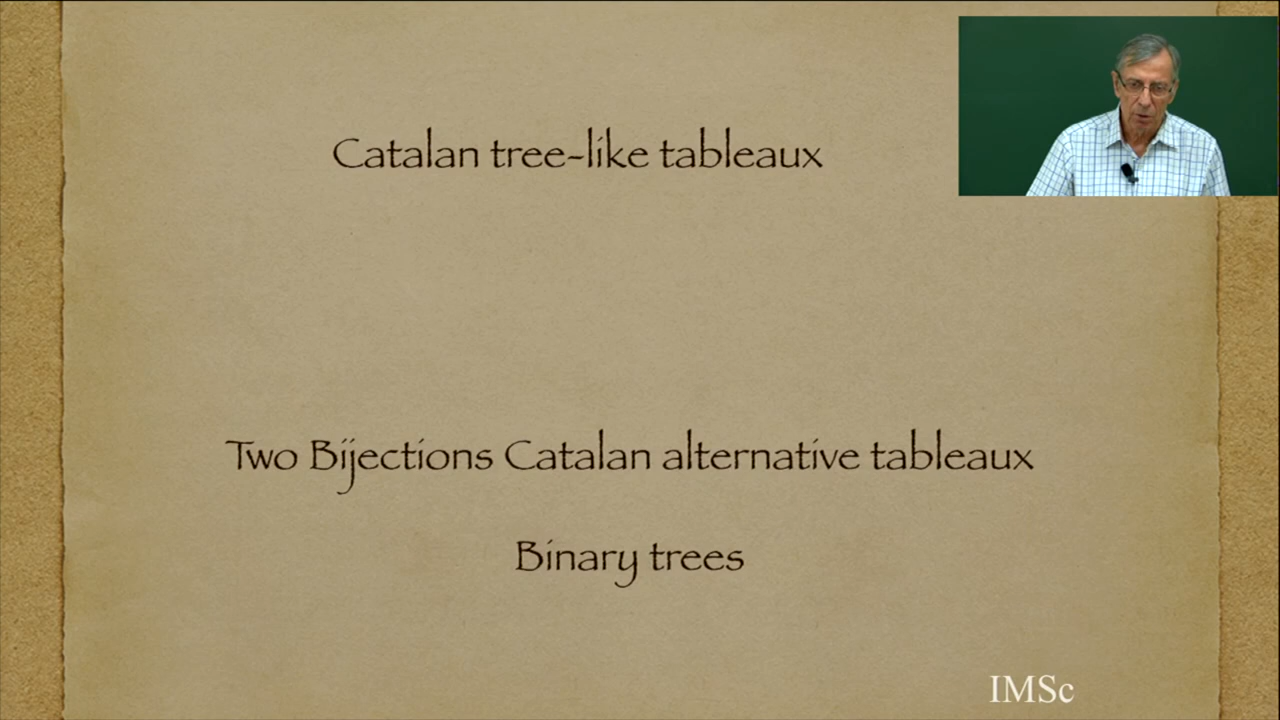 Catalan tree-like tableaux
Two Bijections Catalan alternative tableaux
Binary trees
IMSc